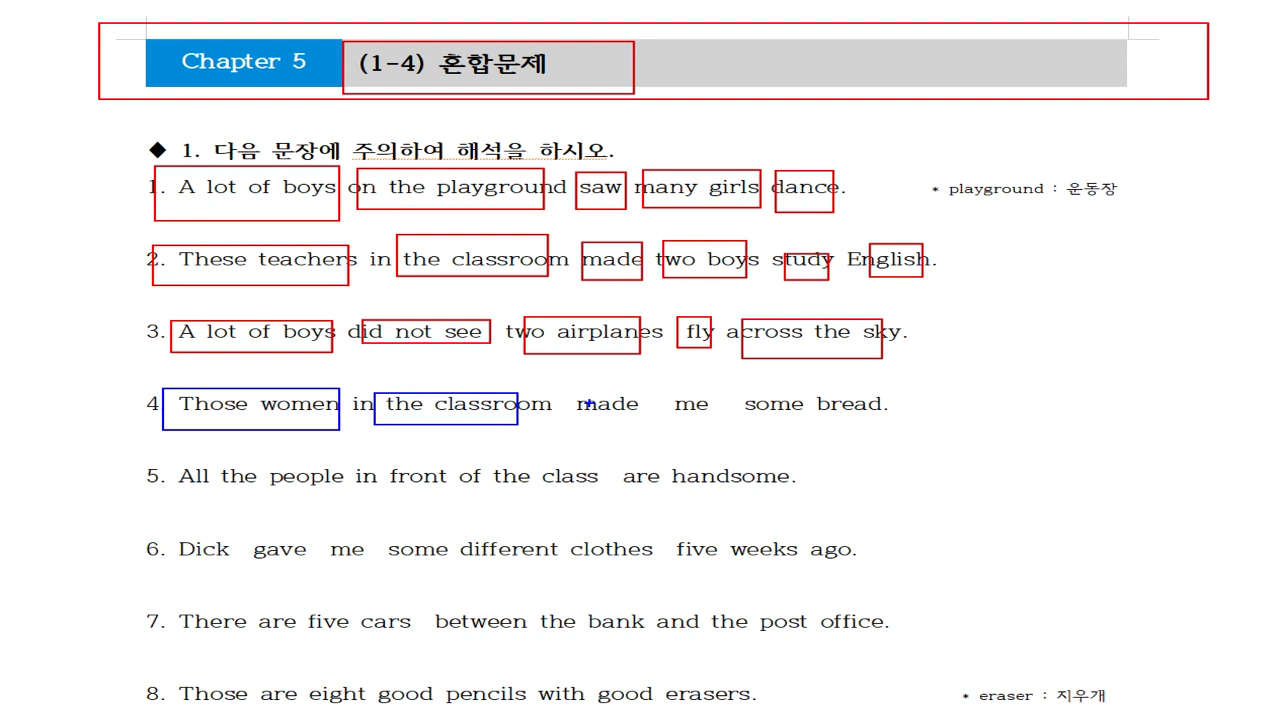 Chapter 5 (1-4) 혼합문제
◆ 1. 다음 문장에 주의하여 해석을 하시오.
1. A lot of boys on the playground saw many girls dance. * playground : 운동장
2. These teachers in the classroom made two boys study English.
3. A lot of boys did not see two airplanes fly across the sky.
4 Those women in the classroom made me some bread.
5. All the people in front of the class are handsome.
6. Dick gave me some different clothes five weeks ago.
7. There are five cars between the bank and the post office.
8. Those are eight good pencils with good erasers. * eraser : 지우개